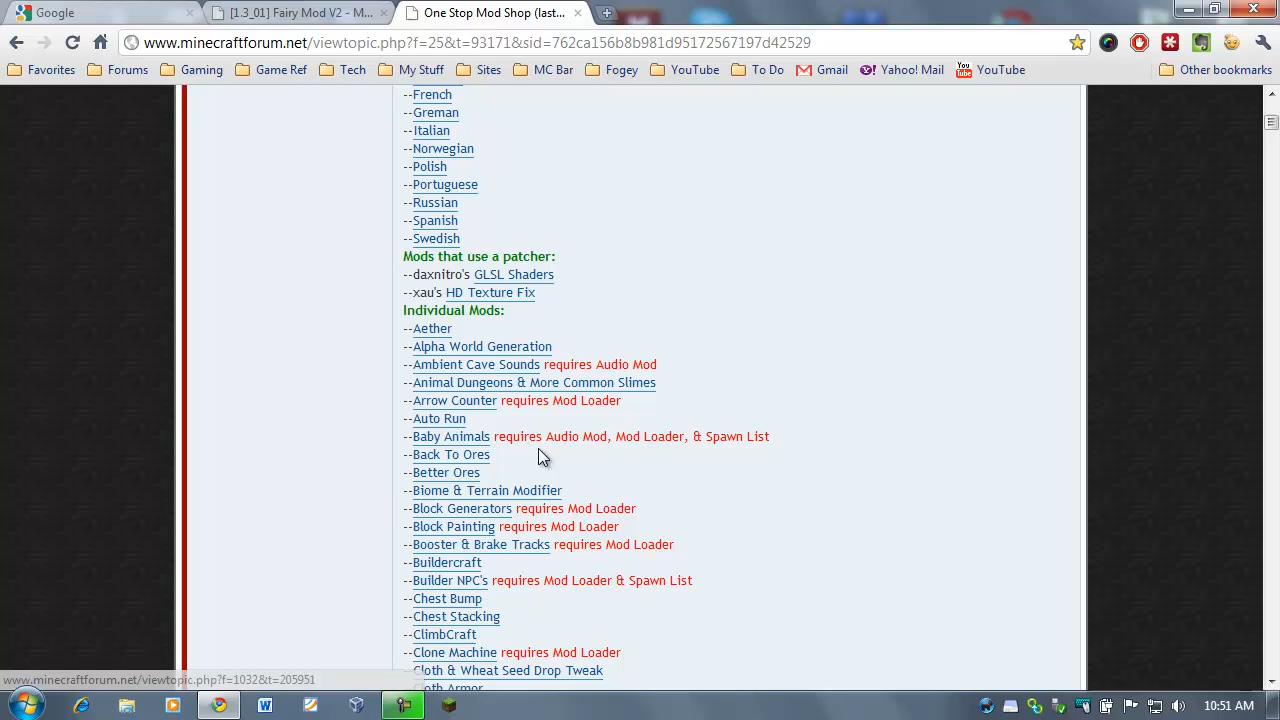 Google
[1.3_01] Fairy Mod V2 - M...
One Stop Mod Shop (last...
www.minecraftforum.net/viewtopic.php?f=25&t=93171&sid=762ca156b8b981d95172567197d42529
Favorites Forums Gaming Game Ref Tech My Stuff Sites MC Bar Fogey YouTube To Do Gmail Yahoo! Mail YouTube Other bookmarks
--French
--Greman
--Italian
--Norwegian
--Polish
--Portuguese
--Russian
--Spanish
--Swedish
Mods that use a patcher:
--daxnitro's GLSL Shaders
--xau's HD Texture Fix
Individual Mods:
--Aether
--Alpha World Generation
--Ambient Cave Sounds requires Audio Mod
--Animal Dungeons & More Common Slimes
--Arrow Counter requires Mod Loader
--Auto Run
--Baby Animals requires Audio Mod, Mod Loader, & Spawn List
--Back To Ores
--Better Ores
--Biome & Terrain Modifier
--Block Generators requires Mod Loader
--Block Painting requires Mod Loader
--Booster & Brake Tracks requires Mod Loader
--Buildercraft
--Builder NPC's requires Mod Loader & Spawn List
--Chest Bump
--Chest Stacking
--ClimbCraft
--Clone Machine requires Mod Loader
--Cloth & Wheat Seed Drop Tweak
--Cloth Armor
www.minecraftforum.net/viewtopic.php?f=1032&t=205951
10:51 AM